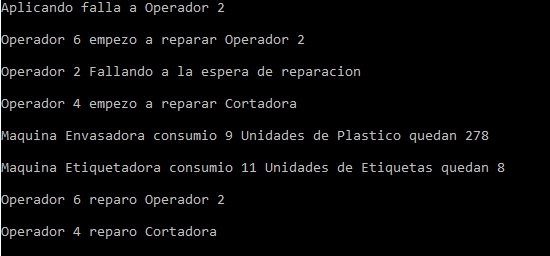 Aplicando falla a Operador 2
Operador 6 empezo a reparar Operador 2
Operador 2 Fallando a la espera de reparacion
Operador 4 empezo a reparar Cortadora
Maquina Envasadora consumio 9 Unidades de Plastico quedan 278
Maquina Etiquetadora consumio 11 Unidades de Etiquetas quedan 8
Operador 6 reparo Operador 2
Operador 4 reparo Cortadora